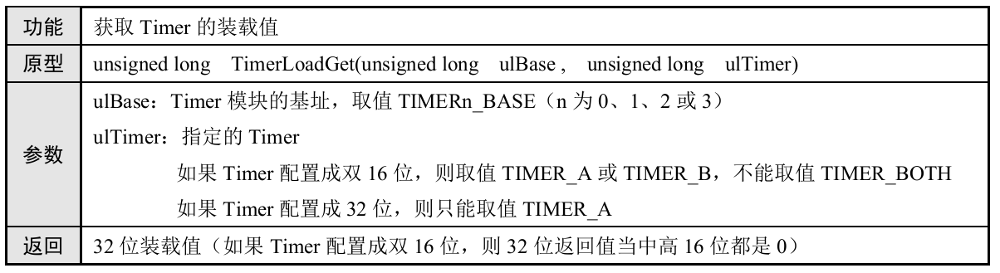 功能 获取 Timer 的装载值
原型 unsigned long TimerLoadGet(unsigned long ulBase , unsigned long ulTimer)
参数
ulBase：Timer 模块的基址，取值 TIMERn_BASE（n 为 0、1、2 或 3）
ulTimer：指定的 Timer
如果 Timer 配置成双 16 位，则取值 TIMER_A 或 TIMER_B，不能取值 TIMER_BOTH
如果 Timer 配置成 32 位，则只能取值 TIMER_A
返回 32 位装载值（如果 Timer 配置成双 16 位，则 32 位返回值当中高 16 位都是 0）